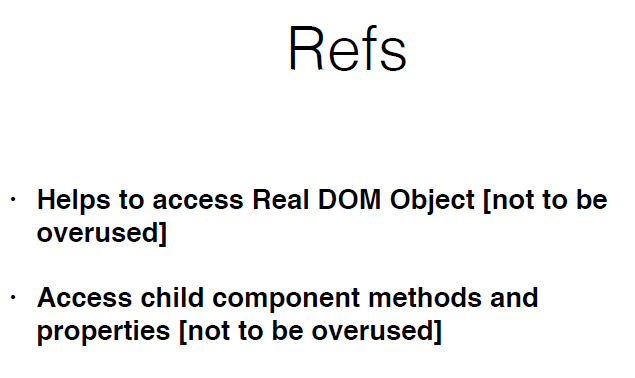 Refs
• Helps to access Real DOM Object [not to be
overused]
• Access child component methods and
properties [not to be overused]